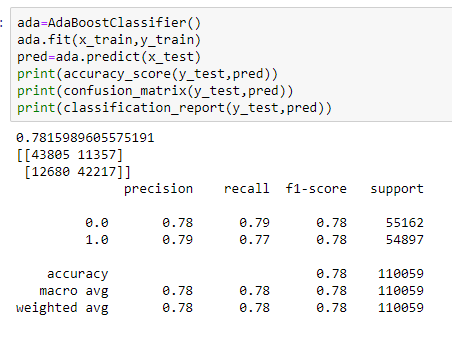 :
ada=AdaBoostClassifier()
ada.fit(x_train,y_train)
pred=ada.predict(x_test)
print(accuracy_score(y_test,pred))
print(confusion_matrix(y_test,pred))
print(classification_report(y_test,pred))
0.7815989605575191
[[43805 11357]
 [12680 42217]]
              precision    recall  f1-score   support

         0.0       0.78      0.79      0.78     55162
         1.0       0.79      0.77      0.78     54897

    accuracy                           0.78    110059
   macro avg       0.78      0.78      0.78    110059
weighted avg       0.78      0.78      0.78    110059